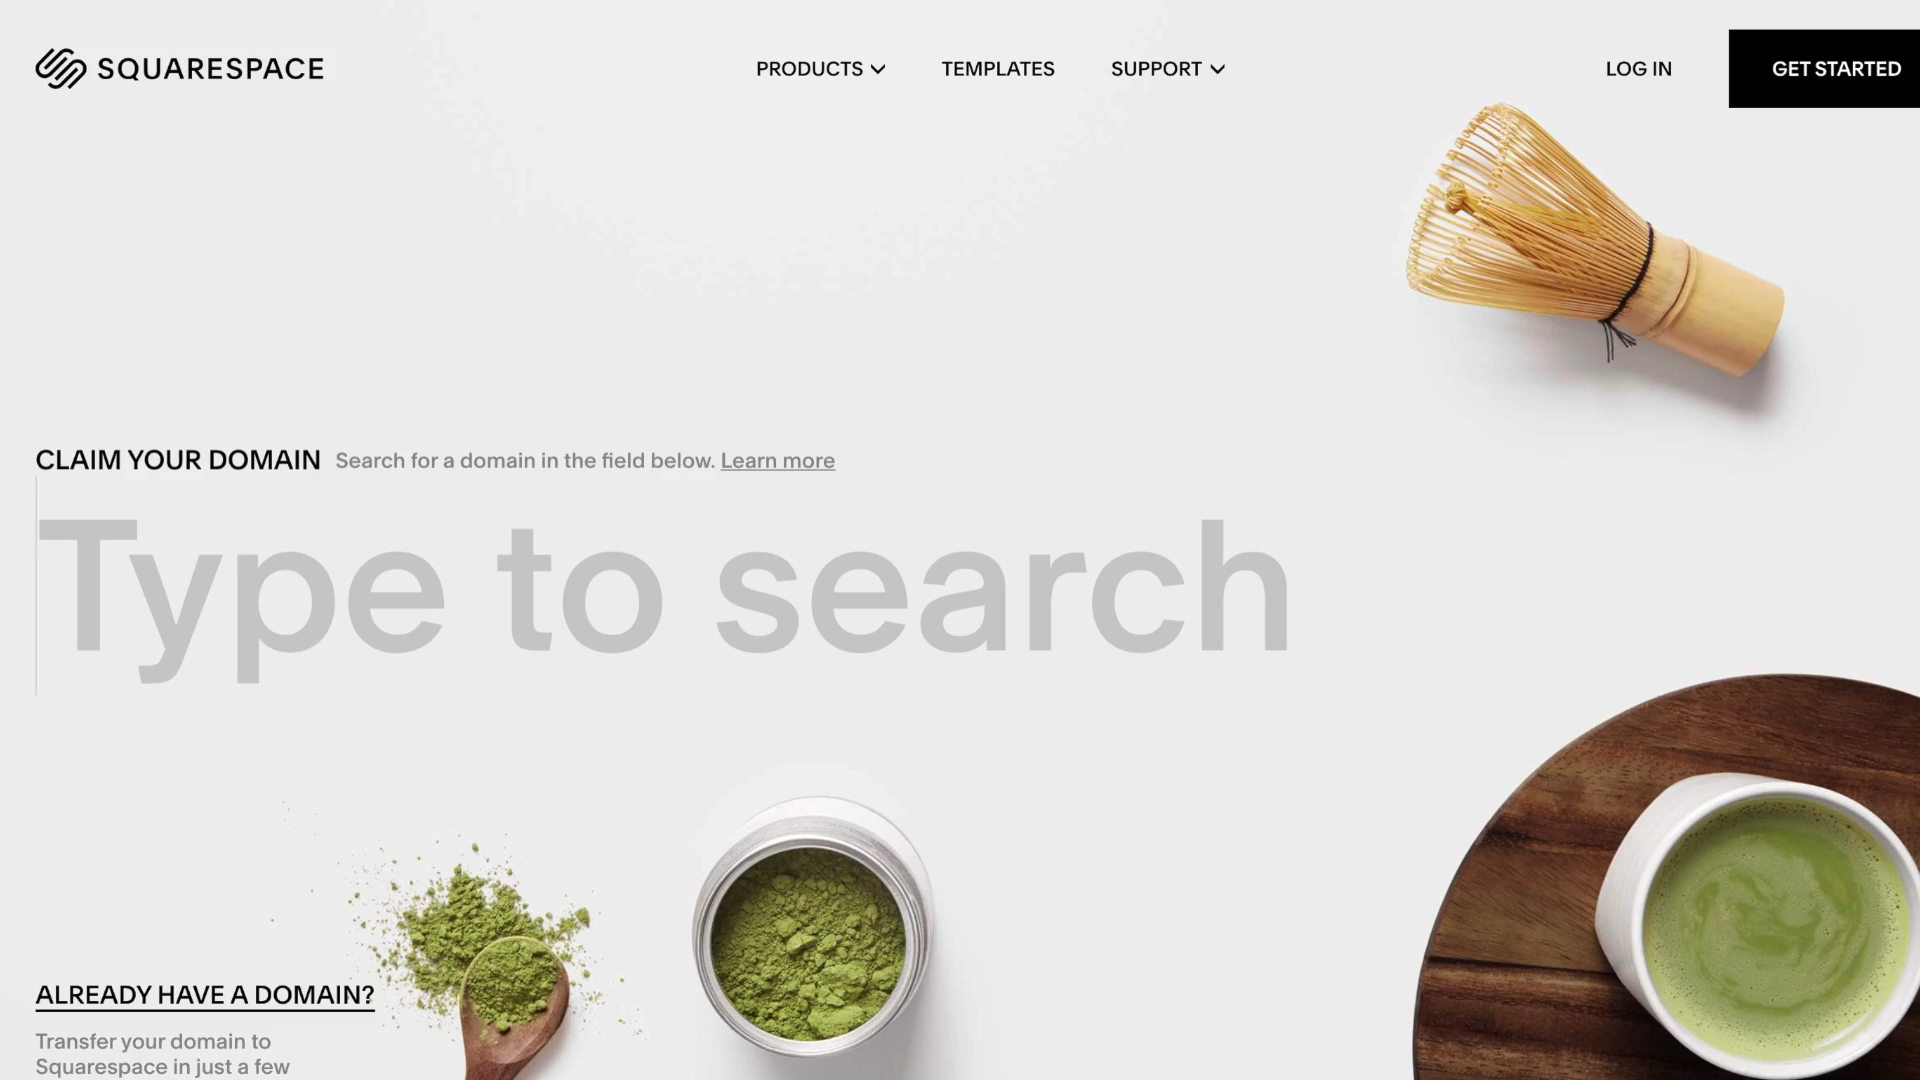 SQUARESPACE
PRODUCTS
TEMPLATES
SUPPORT
LOG IN
GET STARTED
CLAIM YOUR DOMAIN
Search for a domain in the field below. Learn more
Type to search
ALREADY HAVE A DOMAIN?
Transfer your domain to
Squarespace in just a few